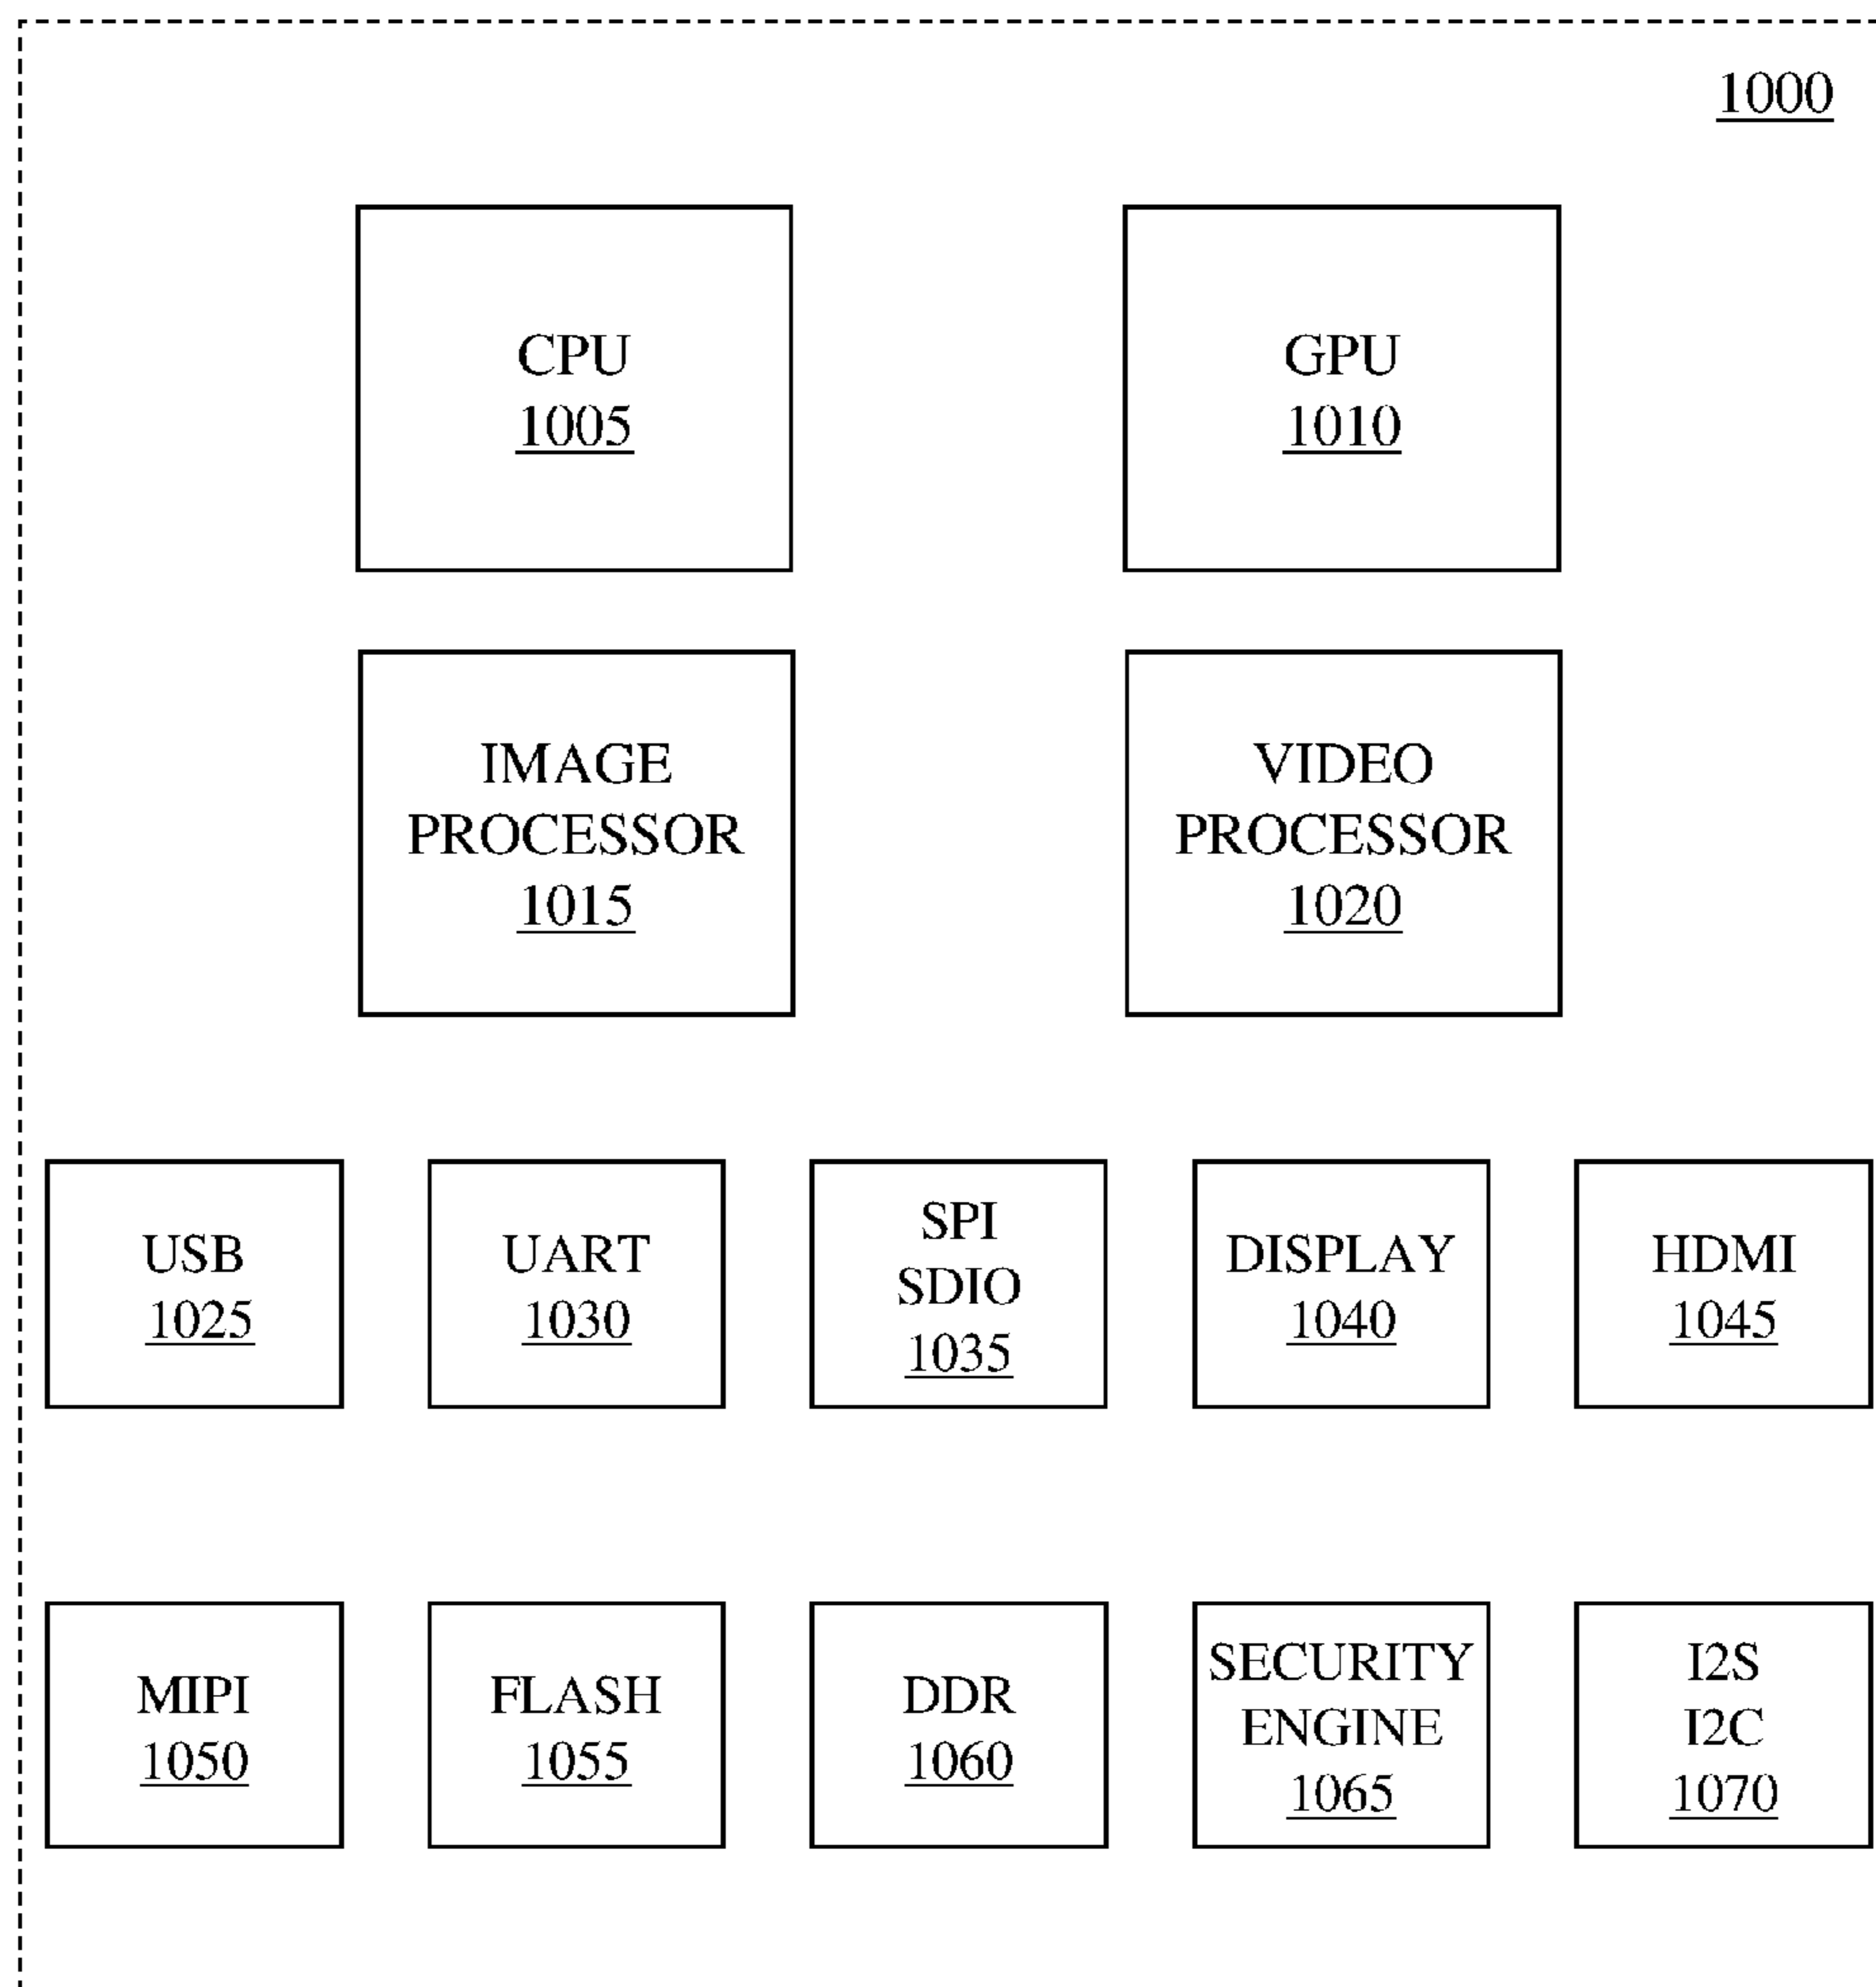 1000
CPU
1005
GPU
1010
IMAGE
PROCESSOR
1015
VIDEO
PROCESSOR
1020
USB
1025
UART
1030
SPI
SDIO
1035
DISPLAY
1040
HDMI
1045
MIPI
1050
FLASH
1055
DDR
1060
SECURITY
ENGINE
1065
I2S
I2C
1070